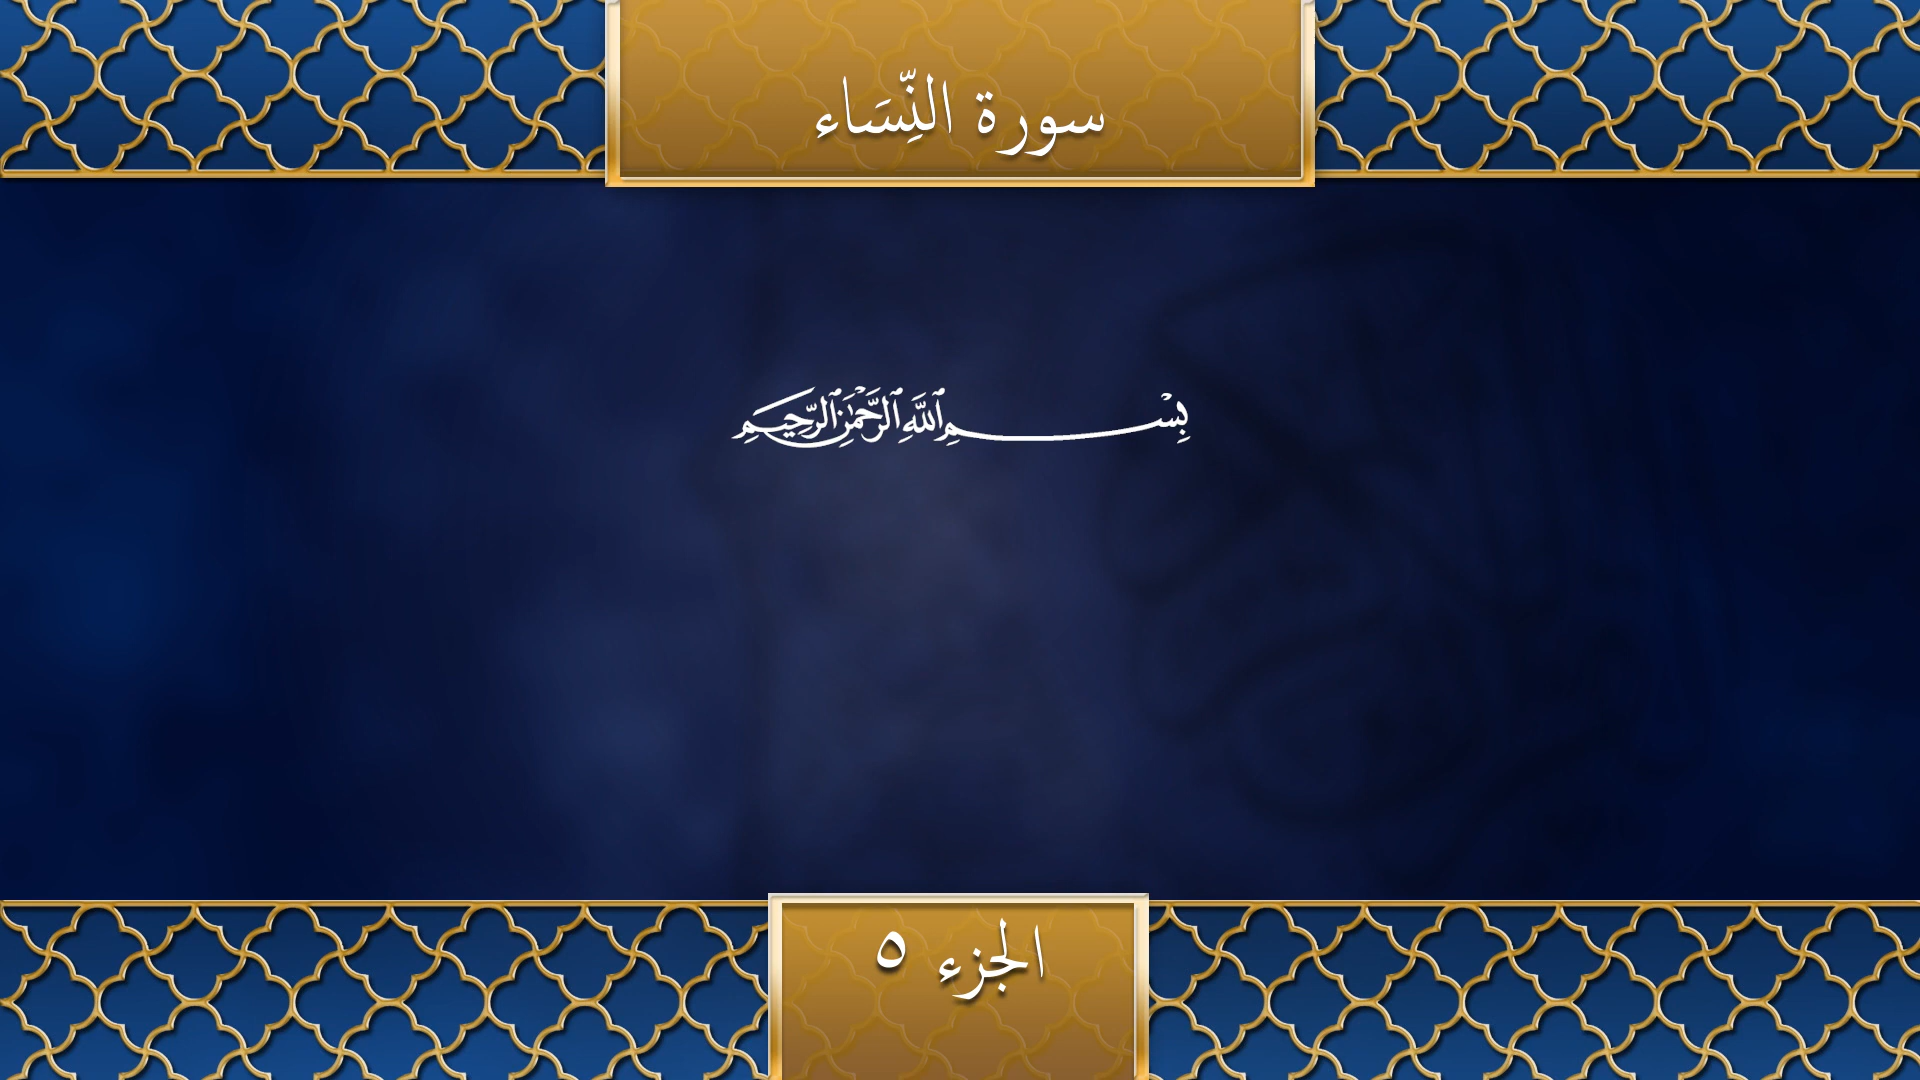 سورة النِّسَاء
بِسْمِ ٱللَّهِ ٱلرَّحْمَٰنِ ٱلرَّحِيمِ
الجزء ٥